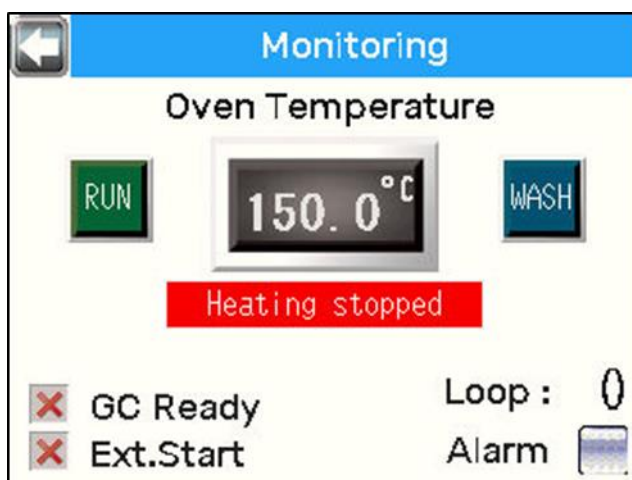 Monitoring
Oven Temperature
RUN
150.0°C
WASH
Heating stopped
GC Ready
Loop : 0
Ext.Start
Alarm